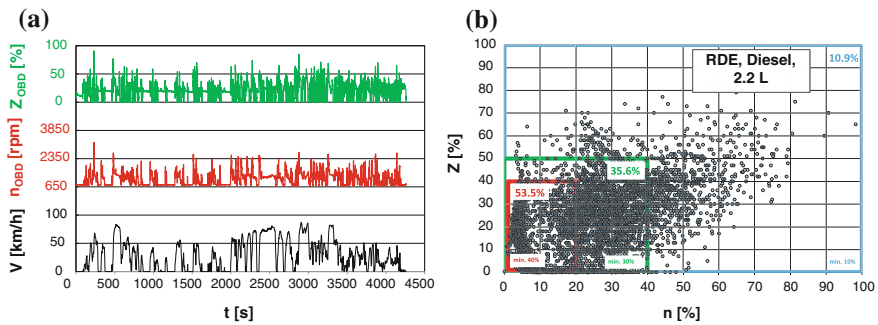 (a)
Z OBD [%]
100
50
0
n OBD [rpm]
3850
2350
650
V [km/h]
100
50
0
0 500 1000 1500 2000 2500 3000 3500 4000 4500
t [s]
(b)
Z [%]
100
90
80
70
60
50
40
30
20
10
0
RDE, Diesel,
2.2 L
10.9%
35.6%
53.5%
min. 40%
min. 30%
min. 10%
0 10 20 30 40 50 60 70 80 90 100
n [%]